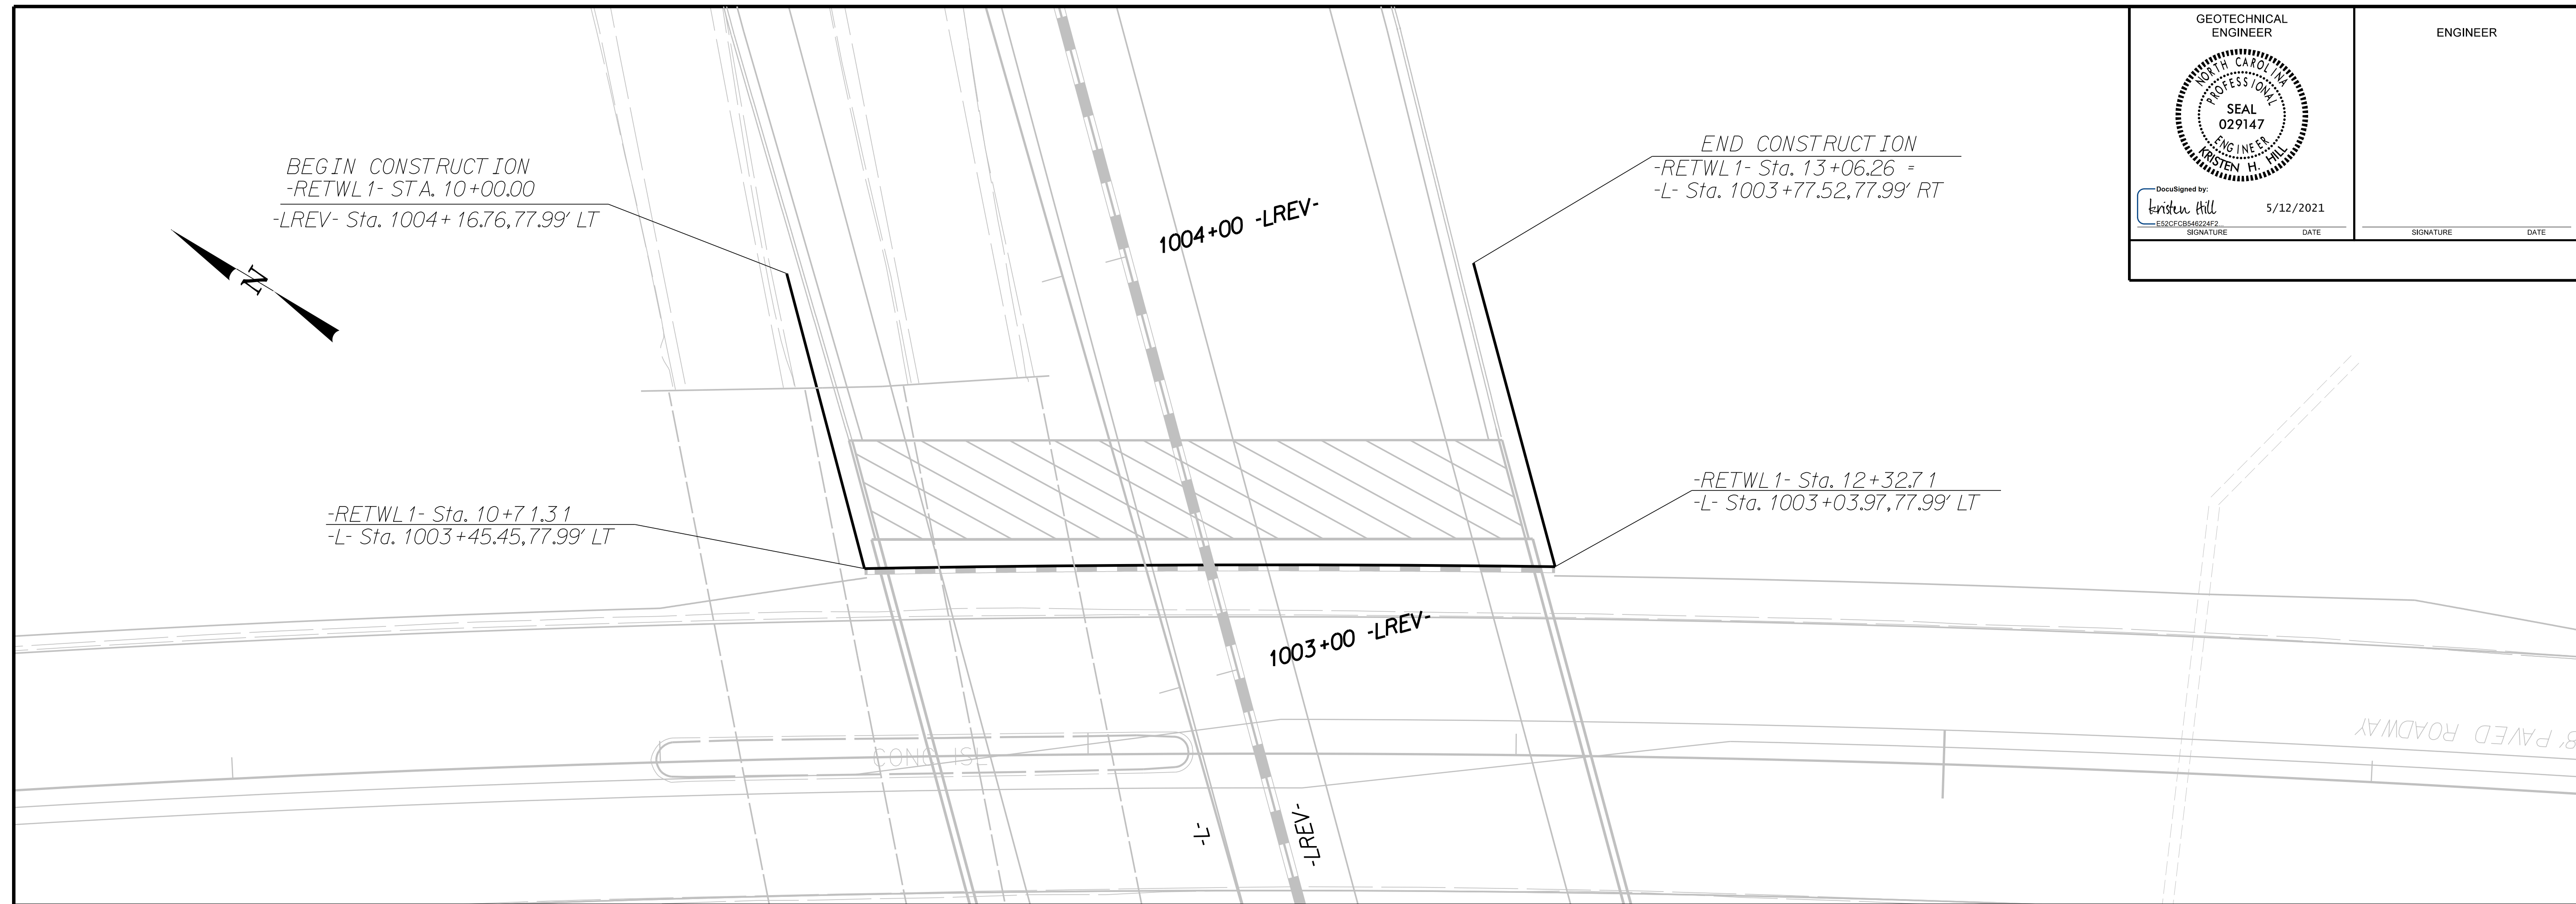 GEOTECHNICAL
ENGINEER
NORTH CAROLINA
PROFESSIONAL
SEAL
029147
ENGINEER
KRISTEN H. HILL
DocuSigned by:
Kristen Hill
5/12/2021
E52CFCB546224F2...
SIGNATURE DATE
ENGINEER
SIGNATURE DATE
BEGIN CONSTRUCTION
-RETWL1- STA. 10+00.00
-LREV- Sta. 1004+16.76,77.99' LT
N
END CONSTRUCTION
-RETWL1- Sta. 13+06.26 =
-L- Sta. 1003+77.52,77.99' RT
1004+00 -LREV-
-RETWL1- Sta. 10+71.31
-L- Sta. 1003+45.45,77.99' LT
-RETWL1- Sta. 12+32.71
-L- Sta. 1003+03.97,77.99' LT
1003+00 -LREV-
CONC ISL
8' PAVED ROADWAY
-L-
-LREV-